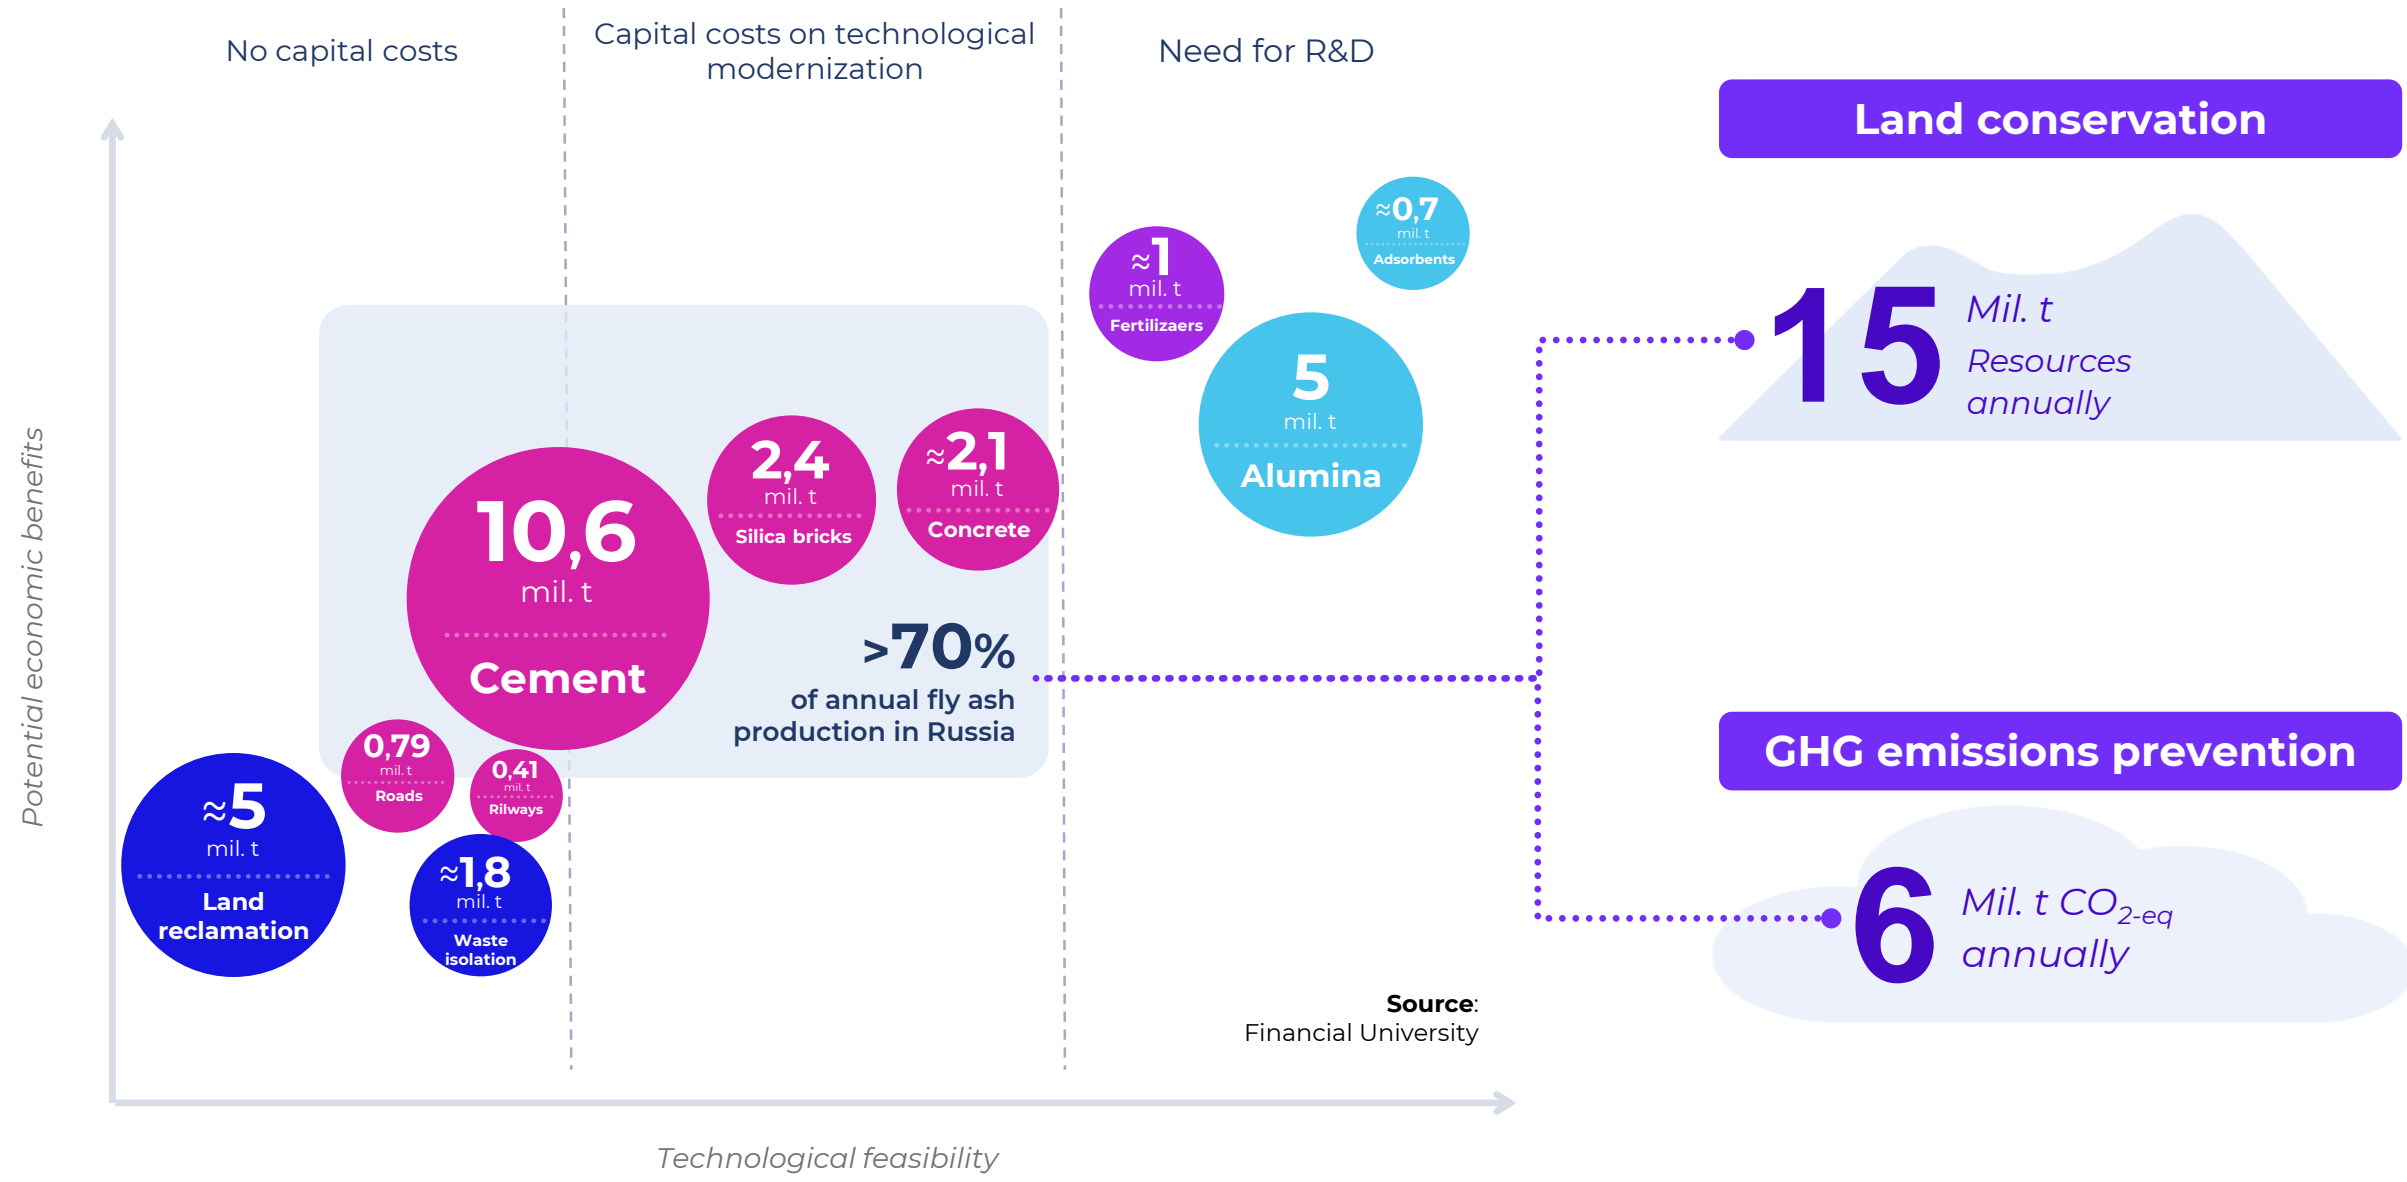 No capital costs
Capital costs on technological
modernization
Need for R&D
Potential economic benefits
Technological feasibility
≈0,7
mil. t
Adsorbents
≈1
mil. t
Fertilizaers
5
mil. t
Alumina
2,4
mil. t
Silica bricks
≈2,1
mil. t
Concrete
10,6
mil. t
Cement
>70%
of annual fly ash
production in Russia
0,79
mil. t
Roads
0,41
mil. t
Rilways
≈5
mil. t
Land
reclamation
≈1,8
mil. t
Waste
isolation
Source:
Financial University
Land conservation
15
Mil. t
Resources
annually
GHG emissions prevention
6
Mil. t CO2-eq
annually